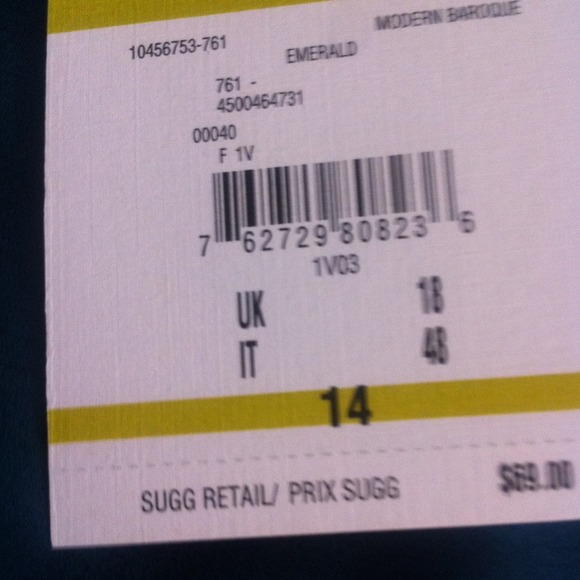 MODERN BAROQUE
10456753-761
EMERALD
761 -
4500464731
00040
F 1V
7 62729 80823 6
1V03
UK 18
IT 48
14
SUGG RETAIL/ PRIX SUGG $69.00